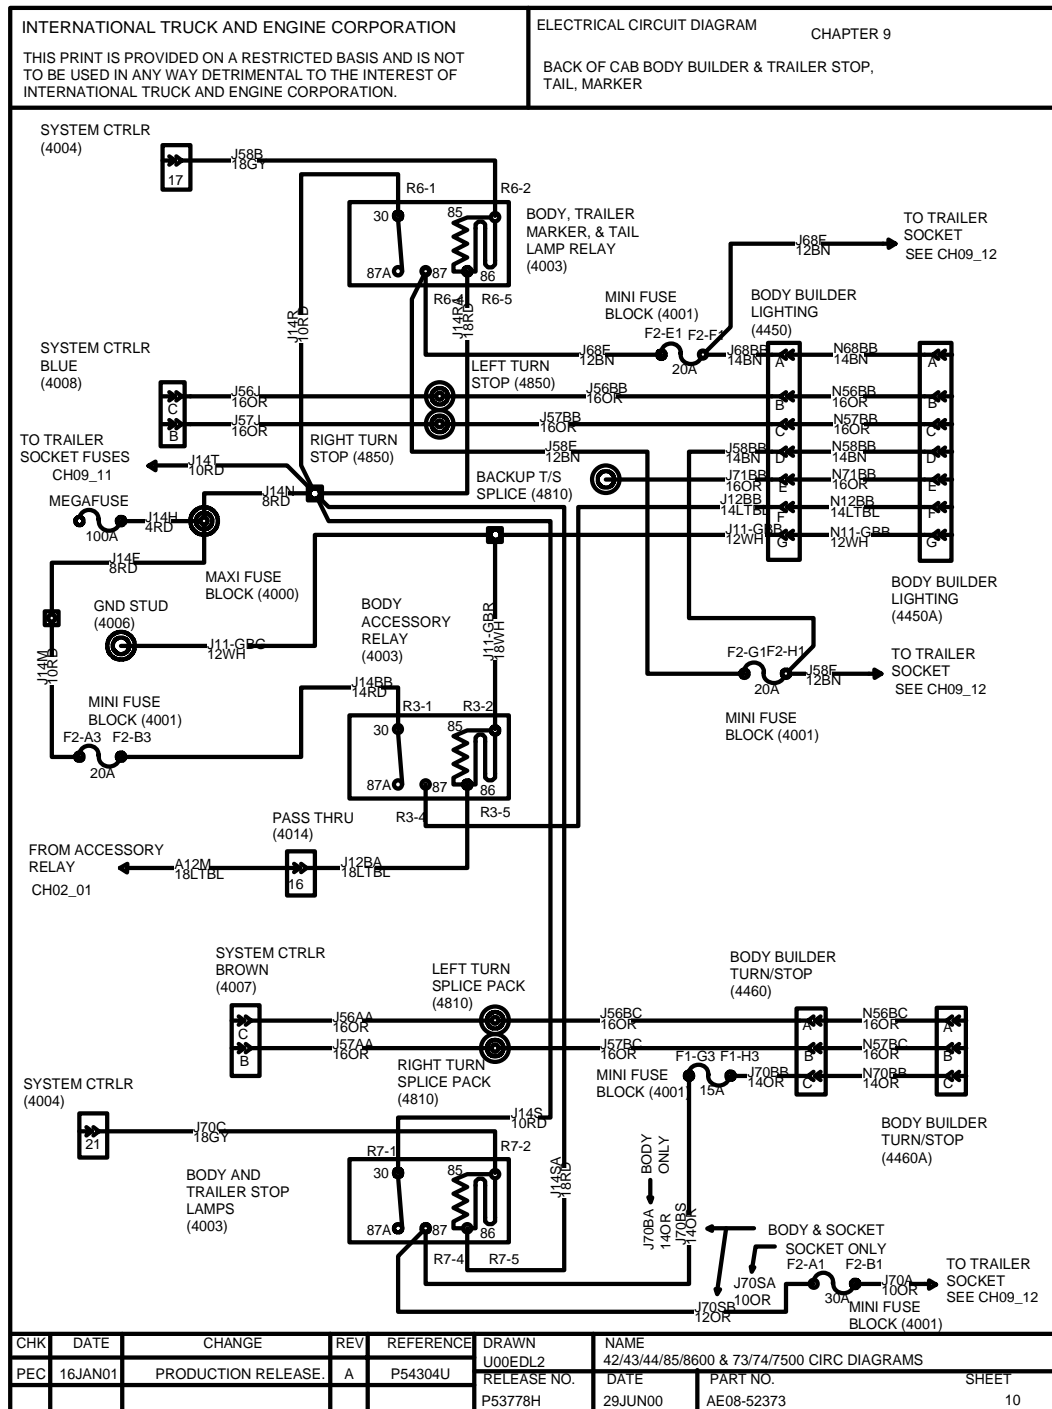 INTERNATIONAL TRUCK AND ENGINE CORPORATION
THIS PRINT IS PROVIDED ON A RESTRICTED BASIS AND IS NOT
TO BE USED IN ANY WAY DETRIMENTAL TO THE INTEREST OF
INTERNATIONAL TRUCK AND ENGINE CORPORATION.
ELECTRICAL CIRCUIT DIAGRAM
CHAPTER 9
BACK OF CAB BODY BUILDER & TRAILER STOP,
TAIL, MARKER
SYSTEM CTRLR
(4004)
17
J58B
18GY
R6-1
R6-2
30
85
87A
87
86
R6-4
R6-5
BODY, TRAILER
MARKER, & TAIL
LAMP RELAY
(4003)
J14R
10RD
J14RA
18RD
TO TRAILER
SOCKET
SEE CH09_12
J68F
12BN
MINI FUSE
BLOCK (4001)
F2-E1
F2-F1
20A
J68E
12BN
J68BB
14BN
BODY BUILDER
LIGHTING
(4450)
A
N68BB
14BN
A
SYSTEM CTRLR
BLUE
(4008)
C
B
J56J
16OR
J57J
16OR
LEFT TURN
STOP (4850)
J56BB
16OR
B
N56BB
16OR
B
J57BB
16OR
C
N57BB
16OR
C
RIGHT TURN
STOP (4850)
J58E
12BN
J58BB
14BN
D
N58BB
14BN
D
TO TRAILER
SOCKET FUSES
CH09_11
J14T
10RD
BACKUP T/S
SPLICE (4810)
J71BB
16OR
E
N71BB
16OR
E
J14N
8RD
J12BB
14LTBL
F
N12BB
14LTBL
F
MEGAFUSE
100A
J14H
4RD
J11-GBB
12WH
G
N11-GBB
12WH
G
J14E
8RD
MAXI FUSE
BLOCK (4000)
BODY BUILDER
LIGHTING
(4450A)
GND STUD
(4006)
J11-GBC
12WH
BODY
ACCESSORY
RELAY
(4003)
J11-GBR
18WH
J14M
10RD
F2-G1
F2-H1
20A
J58F
12BN
TO TRAILER
SOCKET
SEE CH09_12
MINI FUSE
BLOCK (4001)
J14BB
14RD
MINI FUSE
BLOCK (4001)
F2-A3
F2-B3
20A
R3-1
R3-2
30
85
87A
87
86
R3-4
R3-5
PASS THRU
(4014)
16
FROM ACCESSORY
RELAY
CH02_01
A12M
18LTBL
J12BA
18LTBL
SYSTEM CTRLR
BROWN
(4007)
C
B
J56AA
16OR
J57AA
16OR
LEFT TURN
SPLICE PACK
(4810)
RIGHT TURN
SPLICE PACK
(4810)
BODY BUILDER
TURN/STOP
(4460)
J56BC
16OR
A
N56BC
16OR
A
J57BC
16OR
B
N57BC
16OR
B
F1-G3
F1-H3
15A
J70BB
14OR
C
N70BB
14OR
C
MINI FUSE
BLOCK (4001)
BODY BUILDER
TURN/STOP
(4460A)
SYSTEM CTRLR
(4004)
21
J70C
18GY
J14S
10RD
R7-1
R7-2
30
85
87A
87
86
R7-4
R7-5
BODY AND
TRAILER STOP
LAMPS
(4003)
J14SA
18RD
BODY
ONLY
J70BA
14OR
J70BS
14OR
BODY & SOCKET
SOCKET ONLY
J70SA
10OR
J70SB
12OR
F2-A1
F2-B1
30A
J70A
10OR
TO TRAILER
SOCKET
SEE CH09_12
MINI FUSE
BLOCK (4001)
CHK DATE CHANGE REV REFERENCE
PEC 16JAN01 PRODUCTION RELEASE. A P54304U
DRAWN
U00EDL2
NAME
42/43/44/85/8600 & 73/74/7500 CIRC DIAGRAMS
RELEASE NO.
P53778H
DATE
29JUN00
PART NO.
AE08-52373
SHEET
10